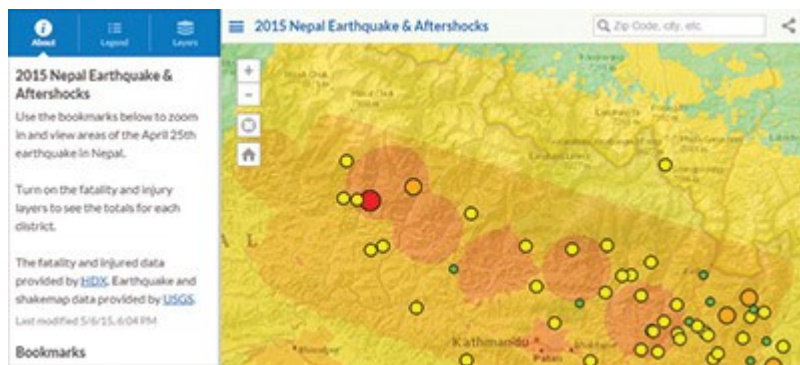 About
Legend
Layers
2015 Nepal Earthquake & Aftershocks
Zip Code, city, etc.
2015 Nepal Earthquake &
Aftershocks
Use the bookmarks below to zoom
in and view areas of the April 25th
earthquake in Nepal.
Turn on the fatality and injury
layers to see the totals for each
district.
The fatality and injured data
provided by HDX. Earthquake and
shakemap data provided by USGS.
Last modified 5/6/15, 6:04 PM
Bookmarks
+
−
A L
Kathmandu
Patan